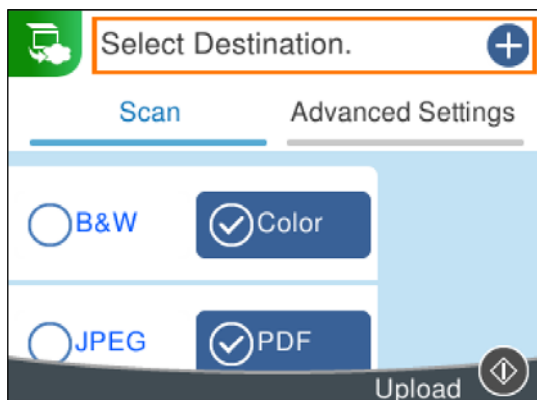 Select Destination.
Scan Advanced Settings
B&W Color
JPEG PDF
Upload